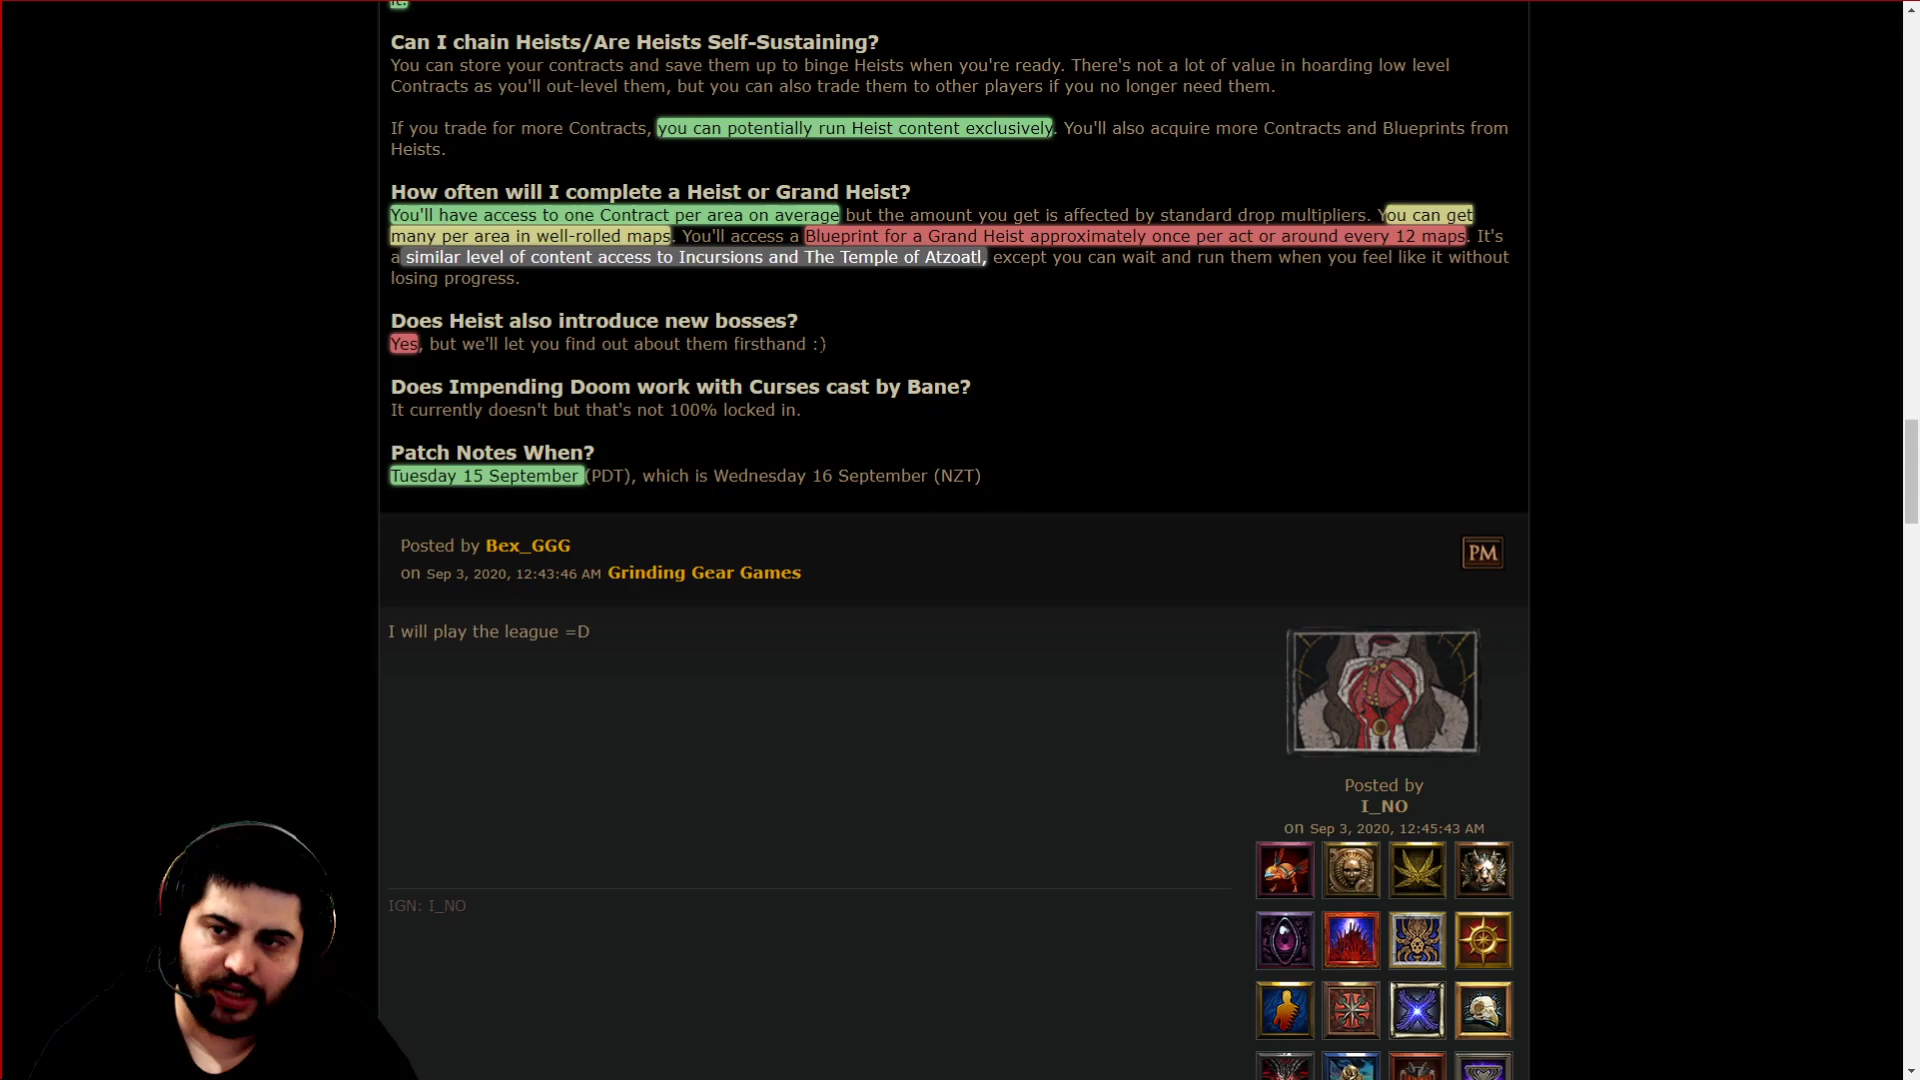 it.
Can I chain Heists/Are Heists Self-Sustaining?
You can store your contracts and save them up to binge Heists when you're ready. There's not a lot of value in hoarding low level
Contracts as you'll out-level them, but you can also trade them to other players if you no longer need them.
If you trade for more Contracts, you can potentially run Heist content exclusively. You'll also acquire more Contracts and Blueprints from
Heists.
How often will I complete a Heist or Grand Heist?
You'll have access to one Contract per area on average but the amount you get is affected by standard drop multipliers. You can get
many per area in well-rolled maps. You'll access a Blueprint for a Grand Heist approximately once per act or around every 12 maps. It's
a similar level of content access to Incursions and The Temple of Atzoatl, except you can wait and run them when you feel like it without
losing progress.
Does Heist also introduce new bosses?
Yes, but we'll let you find out about them firsthand :)
Does Impending Doom work with Curses cast by Bane?
It currently doesn't but that's not 100% locked in.
Patch Notes When?
Tuesday 15 September (PDT), which is Wednesday 16 September (NZT)
Posted by Bex_GGG
on Sep 3, 2020, 12:43:46 AM Grinding Gear Games
PM
I will play the league =D
Posted by
I_NO
on Sep 3, 2020, 12:45:43 AM
IGN: I_NO